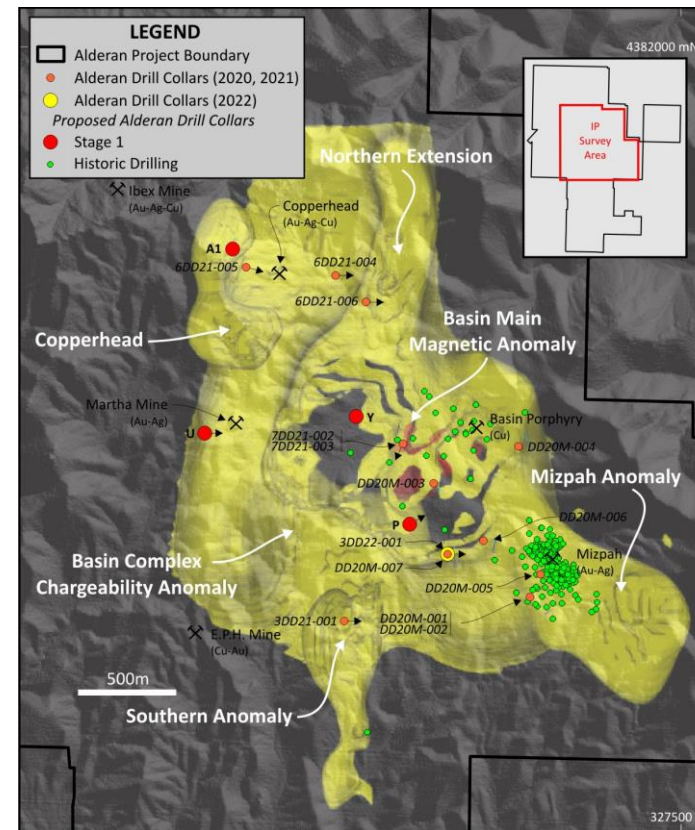 LEGEND
Alderan Project Boundary
Alderan Drill Collars (2020, 2021)
Alderan Drill Collars (2022)
Proposed Alderan Drill Collars
Stage 1
Historic Drilling
4382000 mN
IP
Survey
Area
Northern Extension
Ibex Mine
(Au-Ag-Cu)
Copperhead
(Au-Ag-Cu)
A1
6DD21-005
6DD21-004
6DD21-006
Copperhead
Basin Main
Magnetic Anomaly
Martha Mine
(Au-Ag)
U
Y
7DD21-002
7DD21-003
Basin Porphyry
(Cu)
DD20M-004
DD20M-003
Mizpah Anomaly
P
DD20M-006
3DD22-001
DD20M-007
Mizpah
(Au-Ag)
Basin Complex
Chargeability Anomaly
DD20M-005
3DD21-001
DD20M-001
DD20M-002
E.P.H. Mine
(Cu-Au)
500m
Southern Anomaly
327500